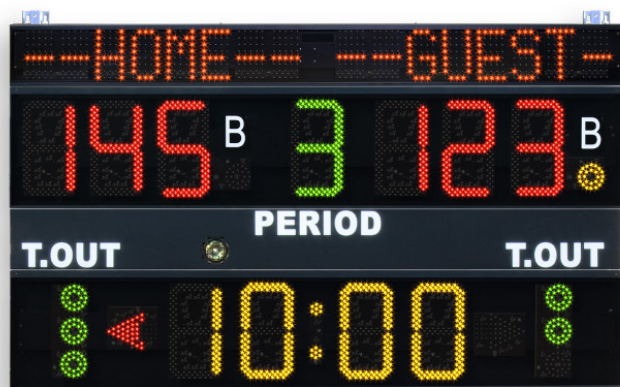 --HOME-- --GUEST-
145 B 3 123 B
PERIOD
T.OUT T.OUT
10:00